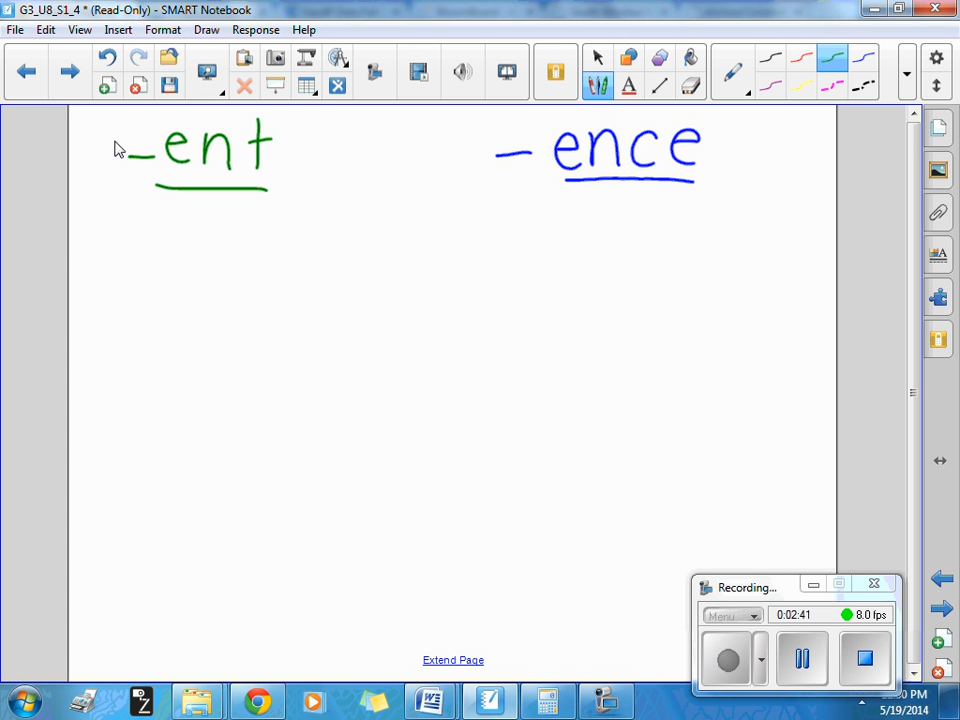 G3_U8_S1_4 * (Read-Only) - SMART Notebook
File Edit View Insert Format Draw Response Help
-ent - ence
Recording...
Menu 0:02:41 8.0 fps
Extend Page
5/19/2014